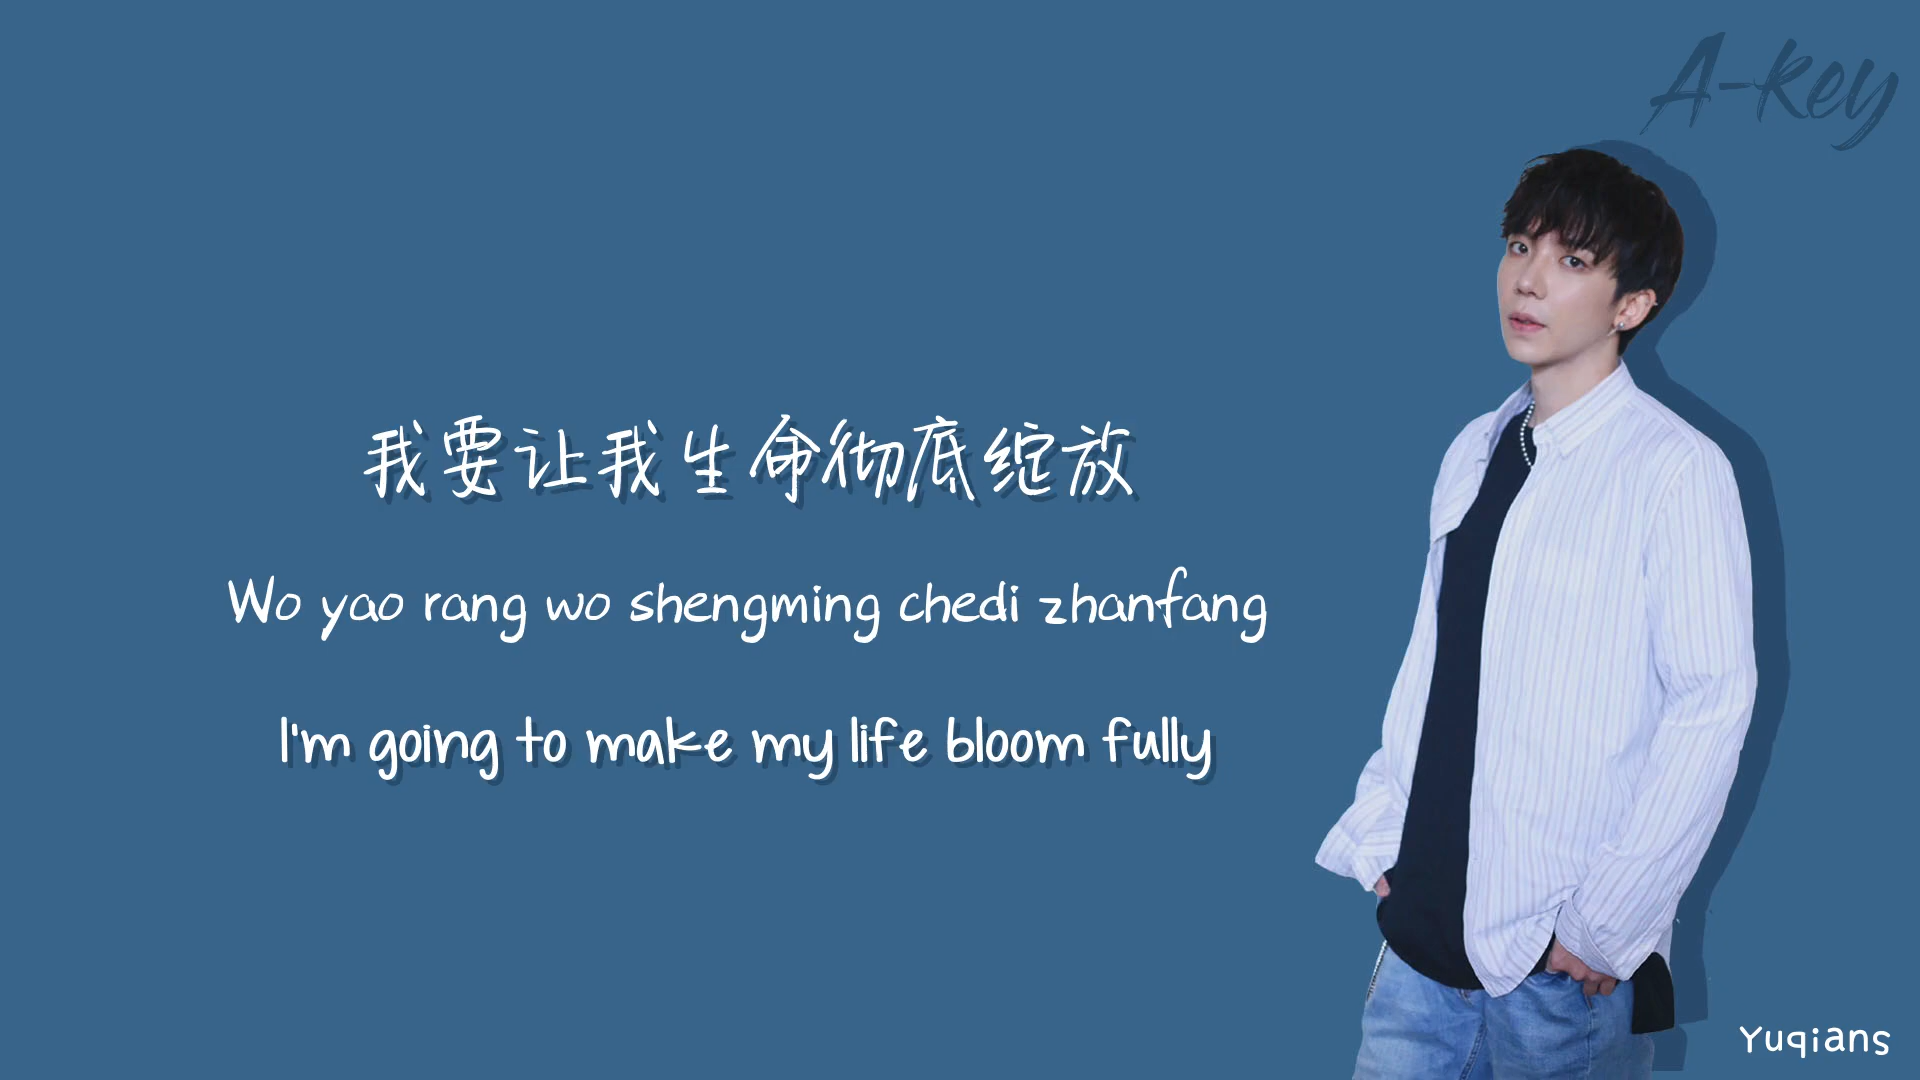 A-key
我要让我生命彻底绽放
Wo yao rang wo shengming chedi zhanfang
I'm going to make my life bloom fully
Yuqians